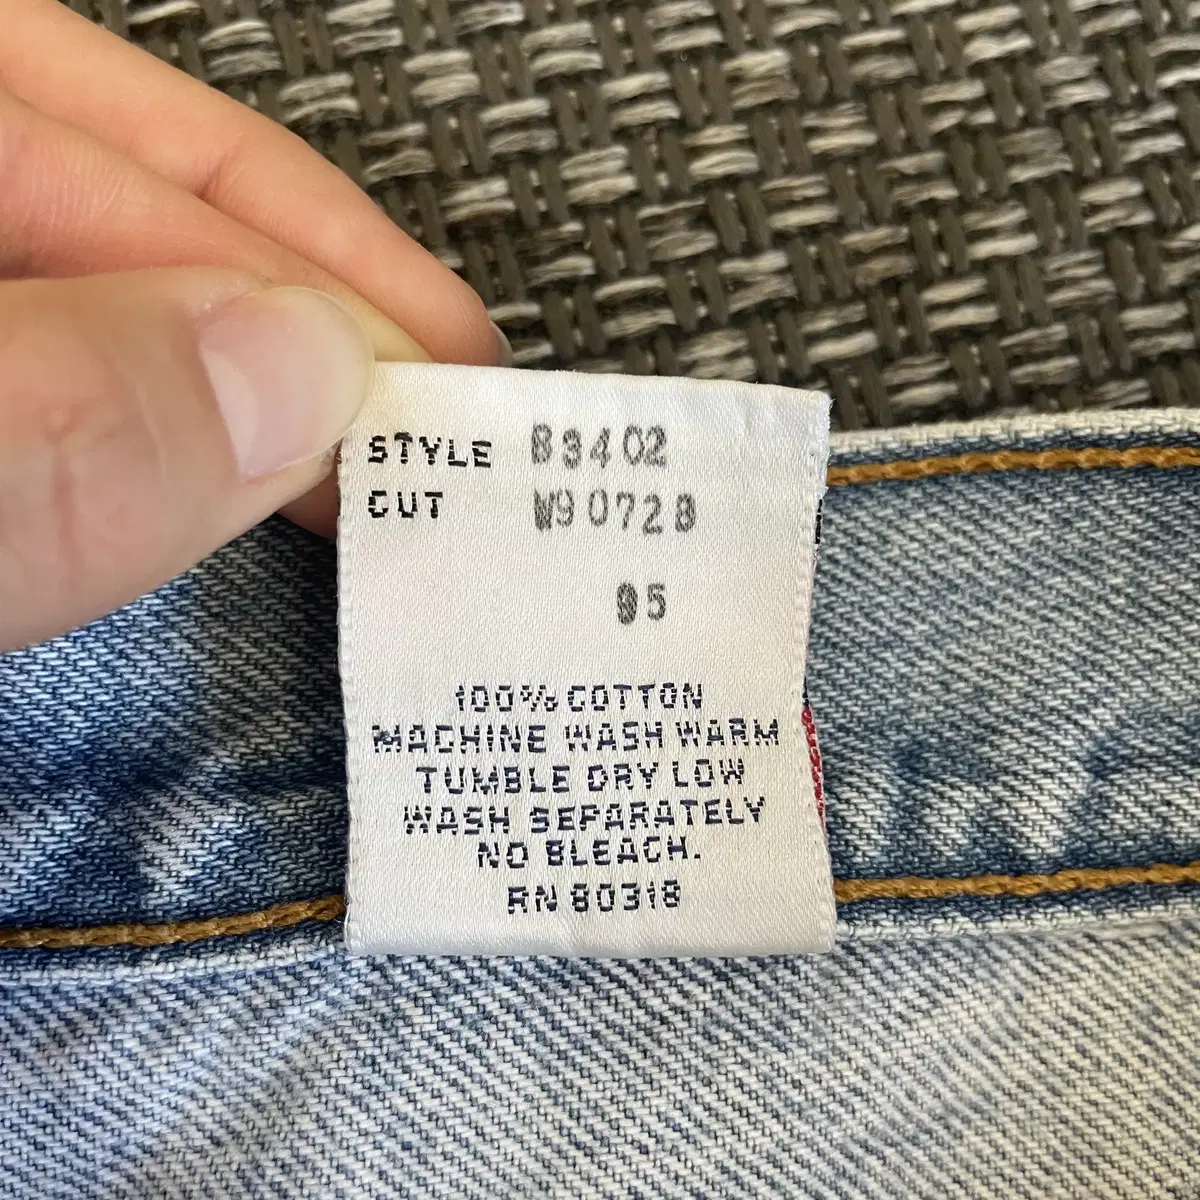 STYLE 83402
CUT W90728
95
100% COTTON
MACHINE WASH WARM
TUMBLE DRY LOW
WASH SEPARATELY
NO BLEACH.
RN 80318